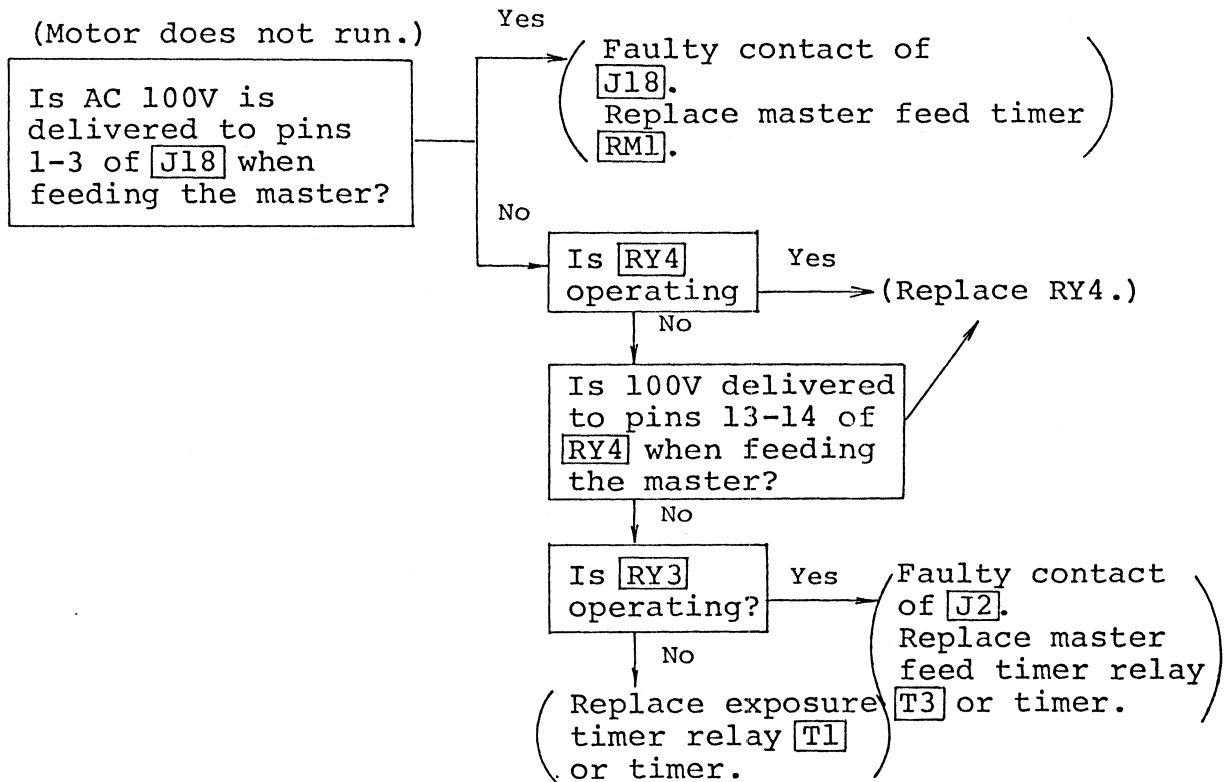 (Motor does not run.)
Is AC 100V is
delivered to pins
1-3 of J18 when
feeding the master?
Yes
Faulty contact of
J18.
Replace master feed timer
RM1.
No
Is RY4
operating
Yes
(Replace RY4.)
No
Is 100V delivered
to pins 13-14 of
RY4 when feeding
the master?
No
Is RY3
operating?
Yes
Faulty contact
of J2.
Replace master
feed timer relay
T3 or timer.
No
Replace exposure
timer relay T1
or timer.